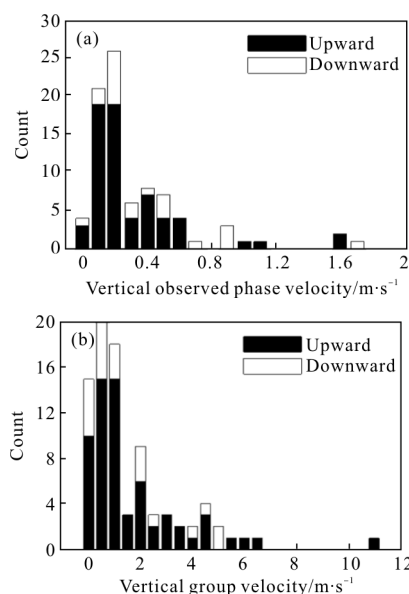 30
(a)
Upward
25
Downward
20
Count
15
10
5
0
0 0.4 0.8 1.2 1.6 2
Vertical observed phase velocity/m·s⁻¹
20
(b)
Upward
16
Downward
12
Count
8
4
0
0 2 4 6 8 10 12
Vertical group velocity/m·s⁻¹